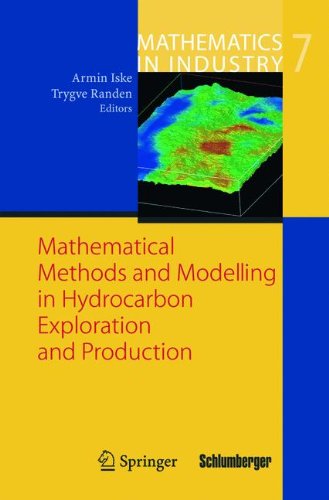 MATHEMATICS
IN INDUSTRY 7
Armin Iske
Trygve Randen
Editors
Mathematical
Methods and Modelling
in Hydrocarbon
Exploration
and Production
Springer
Schlumberger